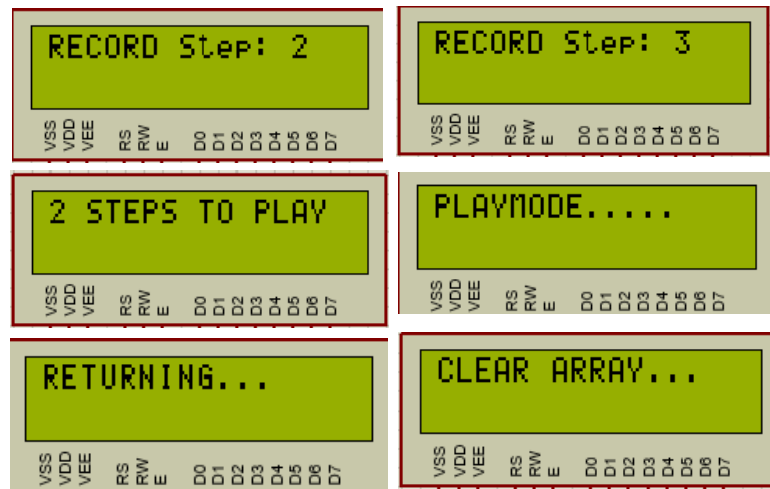 RECORD Step: 2
VSS VDD VEE RS RW E D0 D1 D2 D3 D4 D5 D6 D7
RECORD Step: 3
VSS VDD VEE RS RW E D0 D1 D2 D3 D4 D5 D6 D7
2 STEPS TO PLAY
VSS VDD VEE RS RW E D0 D1 D2 D3 D4 D5 D6 D7
PLAYMODE.....
VSS VDD VEE RS RW E D0 D1 D2 D3 D4 D5 D6 D7
RETURNING...
VSS VDD VEE RS RW E D0 D1 D2 D3 D4 D5 D6 D7
CLEAR ARRAY...
VSS VDD VEE RS RW E D0 D1 D2 D3 D4 D5 D6 D7